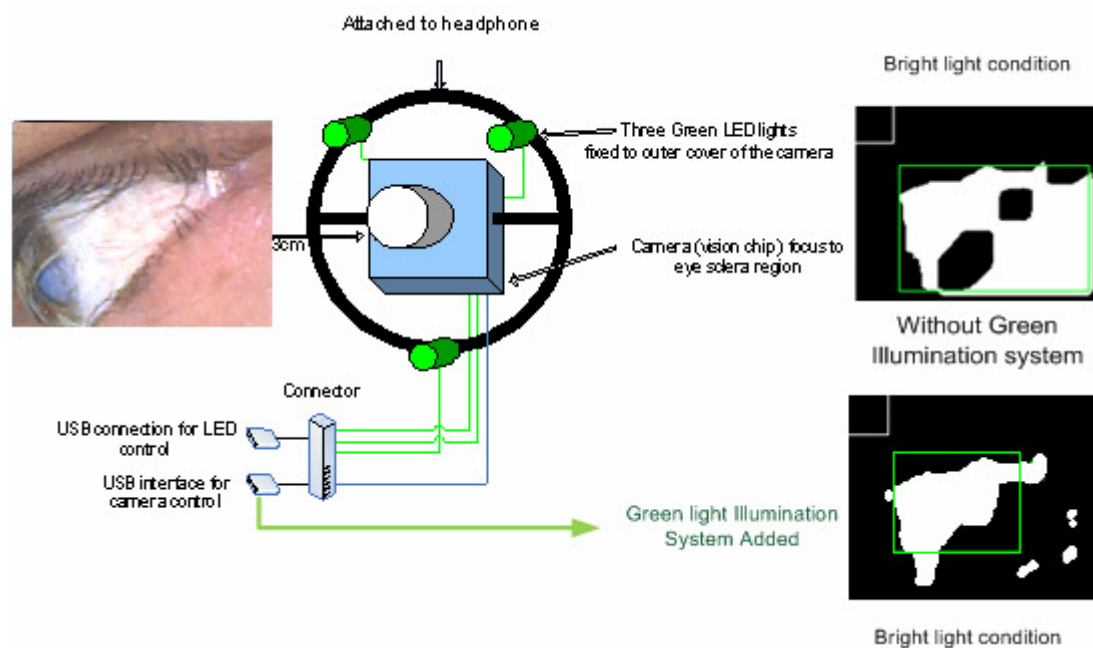 Attached to headphone
Bright light condition
Three Green LED lights
fixed to outer cover of the camera
3cm
Camera (vision chip) focus to
eye sclera region
Without Green
Illumination system
Connector
USB connection for LED
control
USB interface for
camera control
Green light Illumination
System Added
Bright light condition